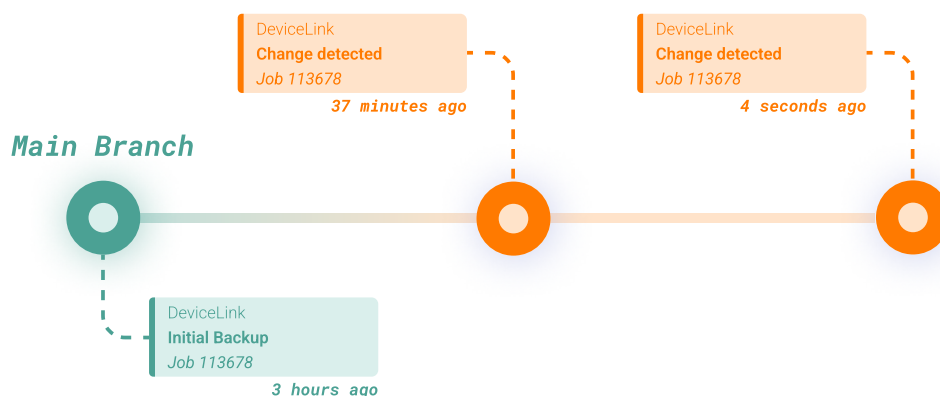 DeviceLink
Change detected
Job 113678
37 minutes ago
DeviceLink
Change detected
Job 113678
4 seconds ago
Main Branch
DeviceLink
Initial Backup
Job 113678
3 hours ago